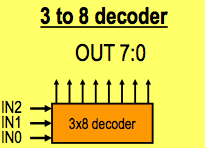 3 to 8 decoder
OUT 7:0
IN2
IN1
IN0
3x8 decoder